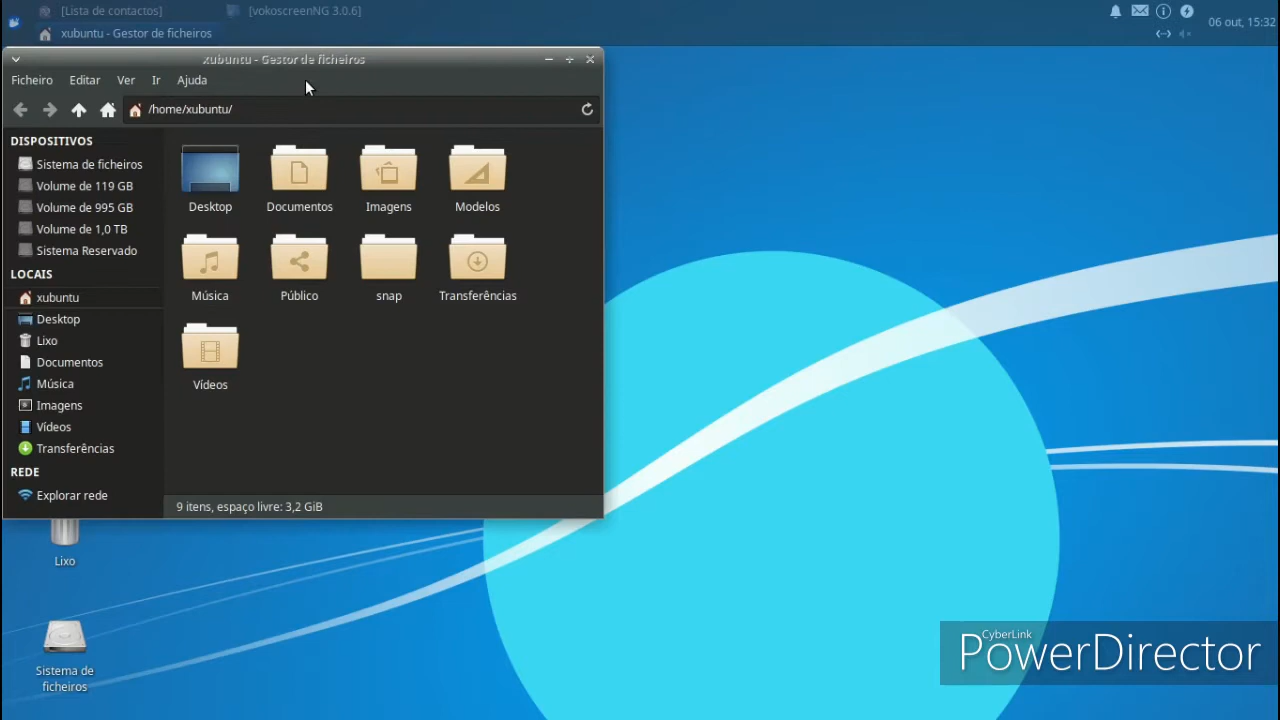 [Lista de contactos]
[vokoscreenNG 3.0.6]
xubuntu - Gestor de ficheiros
06 out, 15:32
xubuntu - Gestor de ficheiros
Ficheiro
Editar
Ver
Ir
Ajuda
/home/xubuntu/
DISPOSITIVOS
Sistema de ficheiros
Volume de 119 GB
Volume de 995 GB
Volume de 1,0 TB
Sistema Reservado
LOCAIS
xubuntu
Desktop
Lixo
Documentos
Música
Imagens
Vídeos
Transferências
REDE
Explorar rede
Desktop
Documentos
Imagens
Modelos
Música
Público
snap
Transferências
Vídeos
9 itens, espaço livre: 3,2 GiB
Lixo
Sistema de
ficheiros
CyberLink
PowerDirector